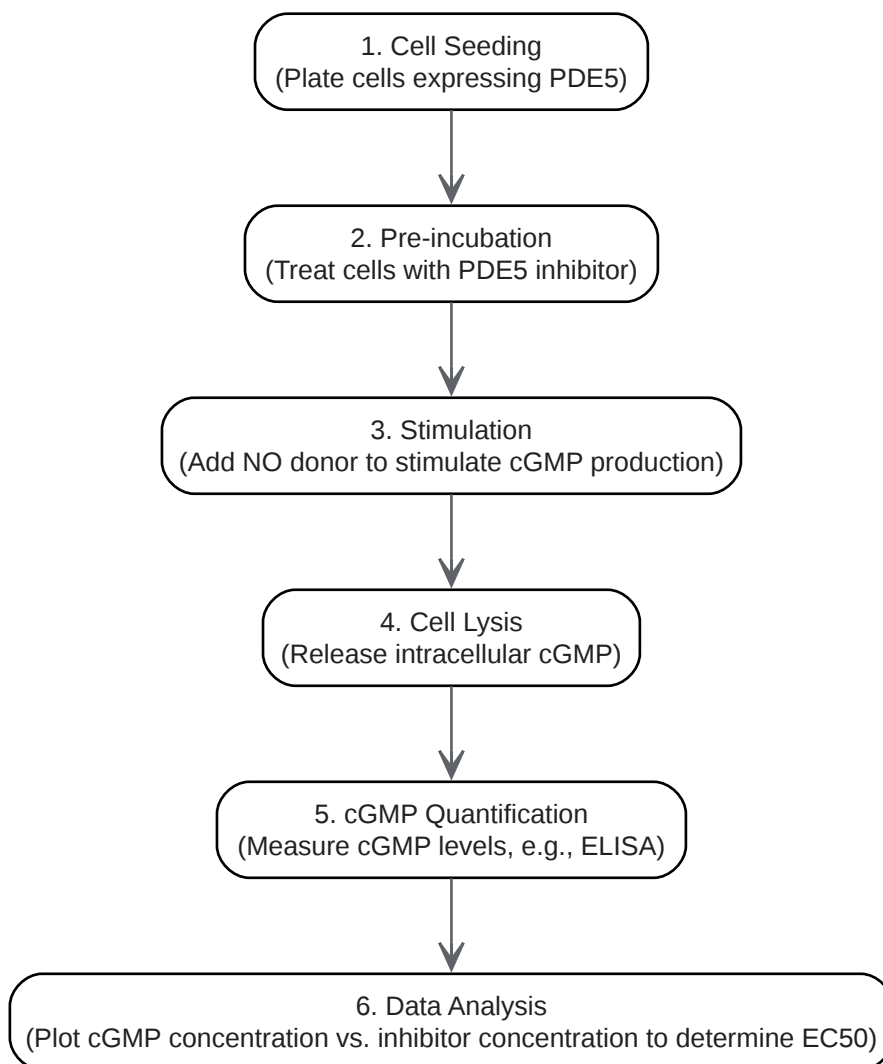 1. Cell Seeding
(Plate cells expressing PDE5)
2. Pre-incubation
(Treat cells with PDE5 inhibitor)
3. Stimulation
(Add NO donor to stimulate cGMP production)
4. Cell Lysis
(Release intracellular cGMP)
5. cGMP Quantification
(Measure cGMP levels, e.g., ELISA)
6. Data Analysis
(Plot cGMP concentration vs. inhibitor concentration to determine EC50)